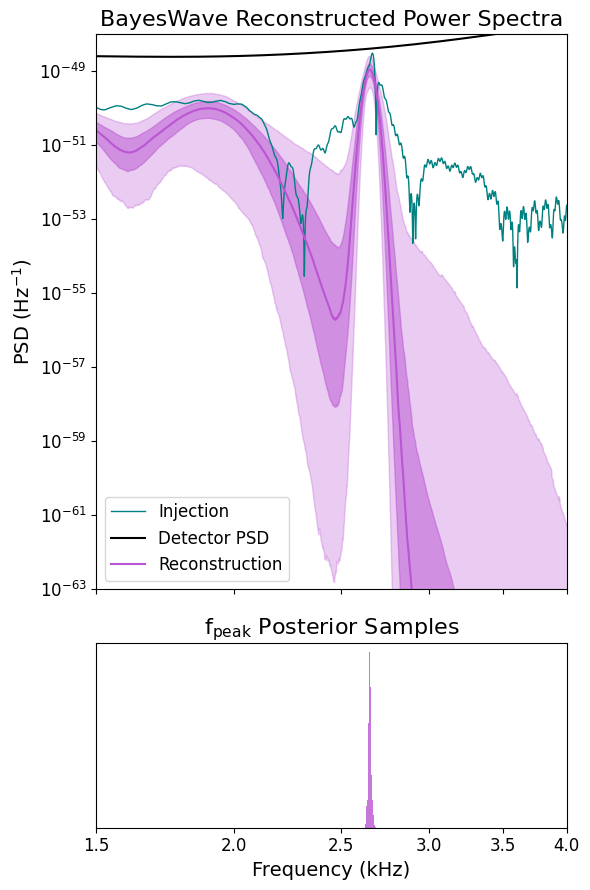 BayesWave Reconstructed Power Spectra
10⁻⁴⁹
10⁻⁵¹
10⁻⁵³
10⁻⁵⁵
10⁻⁵⁷
10⁻⁵⁹
10⁻⁶¹
10⁻⁶³
PSD (Hz⁻¹)
Injection
Detector PSD
Reconstruction
f_peak Posterior Samples
1.5 2.0 2.5 3.0 3.5 4.0
Frequency (kHz)